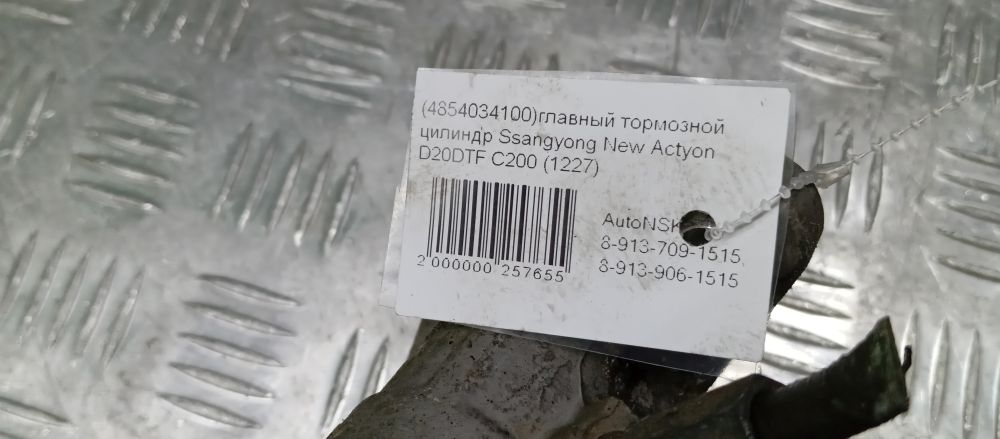 (4854034100)главный тормозной
цилиндр Ssangyong New Actyon
D20DTF C200 (1227)
AutoNSK
8-913-709-1515
8-913-906-1515
2 000000 257655